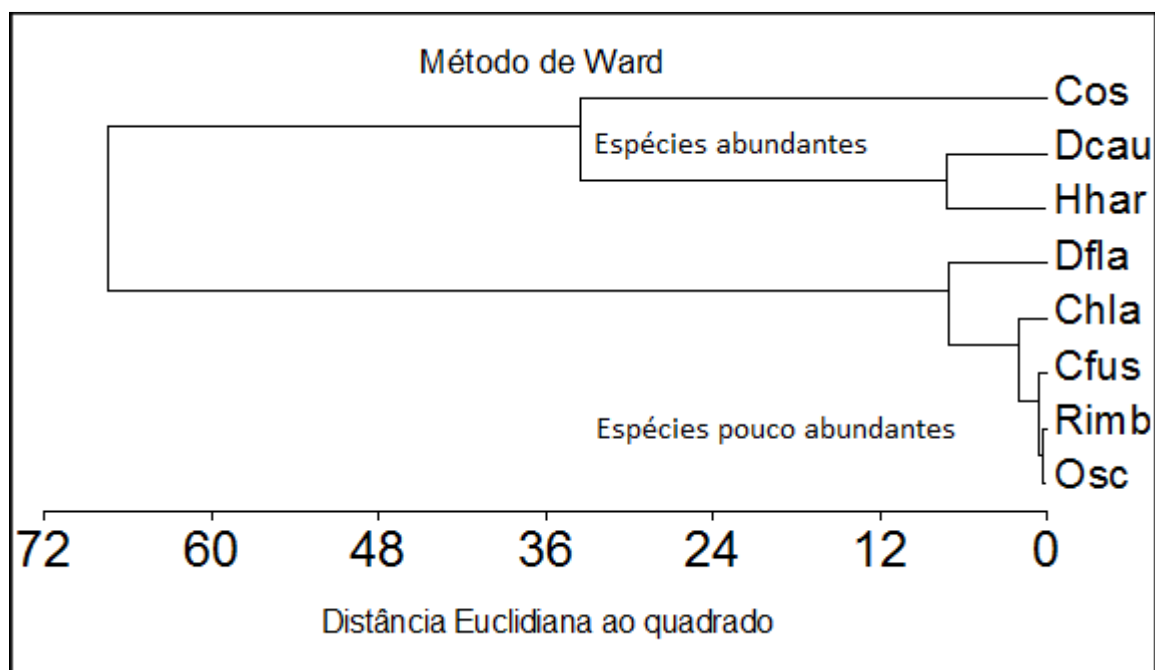 Método de Ward
Cos
Espécies abundantes
Dcau
Hhar
Dfla
Chla
Cfus
Rimb
Espécies pouco abundantes
Osc
72 60 48 36 24 12 0
Distância Euclidiana ao quadrado